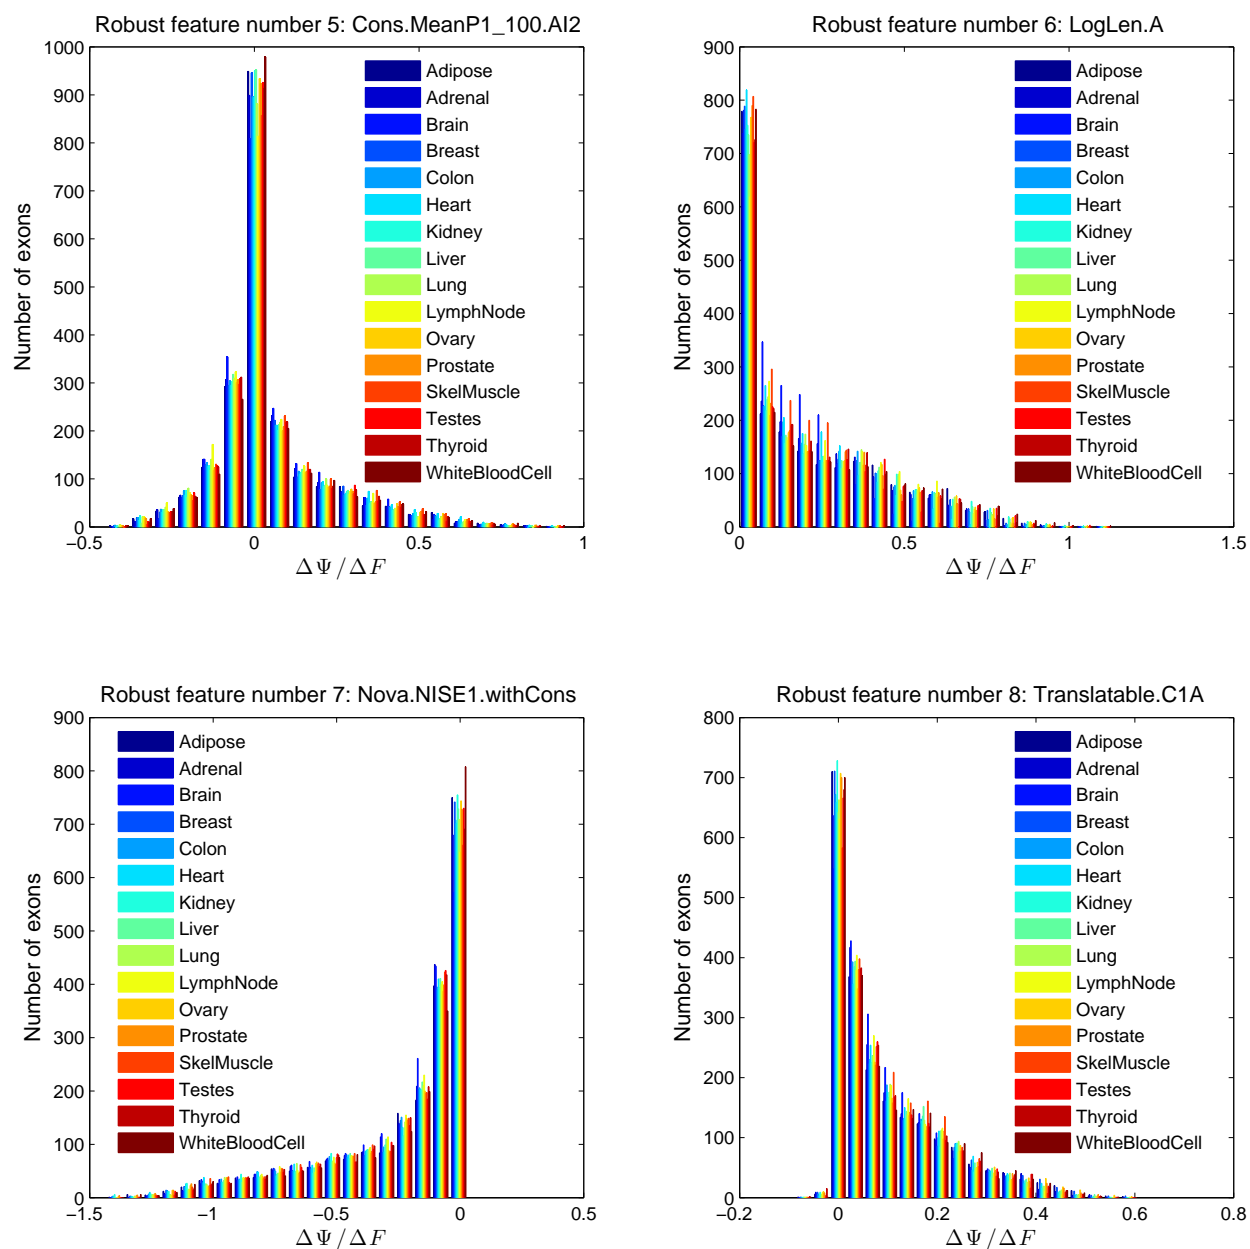 Robust feature number 5: Cons.MeanP1_100.AI2
1000
900
800
700
600
500
400
300
200
100
0
Number of exons
Adipose
Adrenal
Brain
Breast
Colon
Heart
Kidney
Liver
Lung
LymphNode
Ovary
Prostate
SkelMuscle
Testes
Thyroid
WhiteBloodCell
−0.5 0 0.5 1
ΔΨ/ΔF
Robust feature number 6: LogLen.A
900
800
700
600
500
400
300
200
100
0
Number of exons
Adipose
Adrenal
Brain
Breast
Colon
Heart
Kidney
Liver
Lung
LymphNode
Ovary
Prostate
SkelMuscle
Testes
Thyroid
WhiteBloodCell
0 0.5 1 1.5
ΔΨ/ΔF
Robust feature number 7: Nova.NISE1.withCons
900
800
700
600
500
400
300
200
100
0
Number of exons
Adipose
Adrenal
Brain
Breast
Colon
Heart
Kidney
Liver
Lung
LymphNode
Ovary
Prostate
SkelMuscle
Testes
Thyroid
WhiteBloodCell
−1.5 −1 −0.5 0 0.5
ΔΨ/ΔF
Robust feature number 8: Translatable.C1A
800
700
600
500
400
300
200
100
0
Number of exons
Adipose
Adrenal
Brain
Breast
Colon
Heart
Kidney
Liver
Lung
LymphNode
Ovary
Prostate
SkelMuscle
Testes
Thyroid
WhiteBloodCell
−0.2 0 0.2 0.4 0.6 0.8
ΔΨ/ΔF